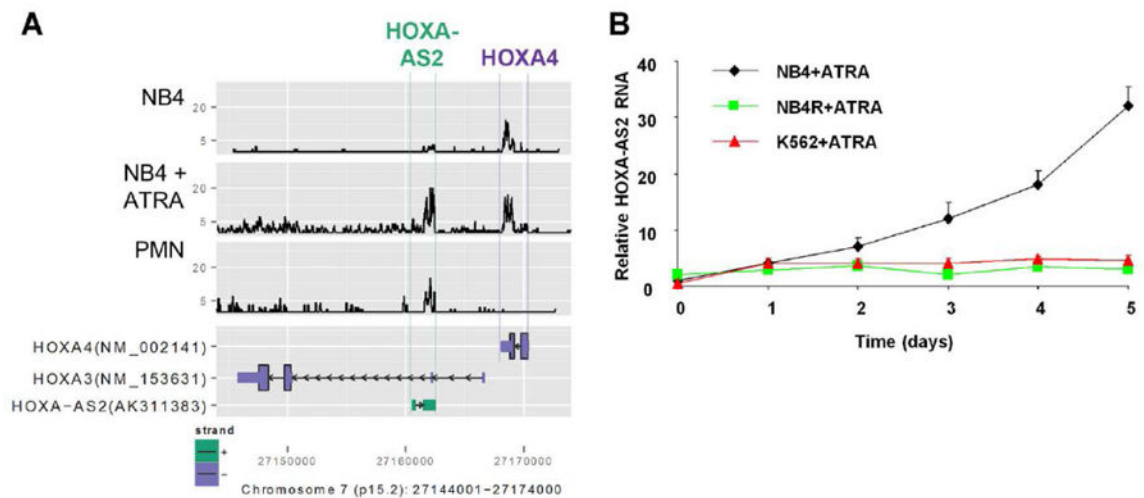 A
HOXA-
AS2
HOXA4
NB4
20
5
NB4 +
ATRA
20
5
PMN
20
5
HOXA4(NM_002141)
HOXA3(NM_153631)
HOXA-AS2(AK311383)
strand
+
-
27150000
27160000
27170000
Chromosome 7 (p15.2): 27144001-27174000
B
Relative HOXA-AS2 RNA
40
30
20
10
0
NB4+ATRA
NB4R+ATRA
K562+ATRA
0
1
2
3
4
5
Time (days)